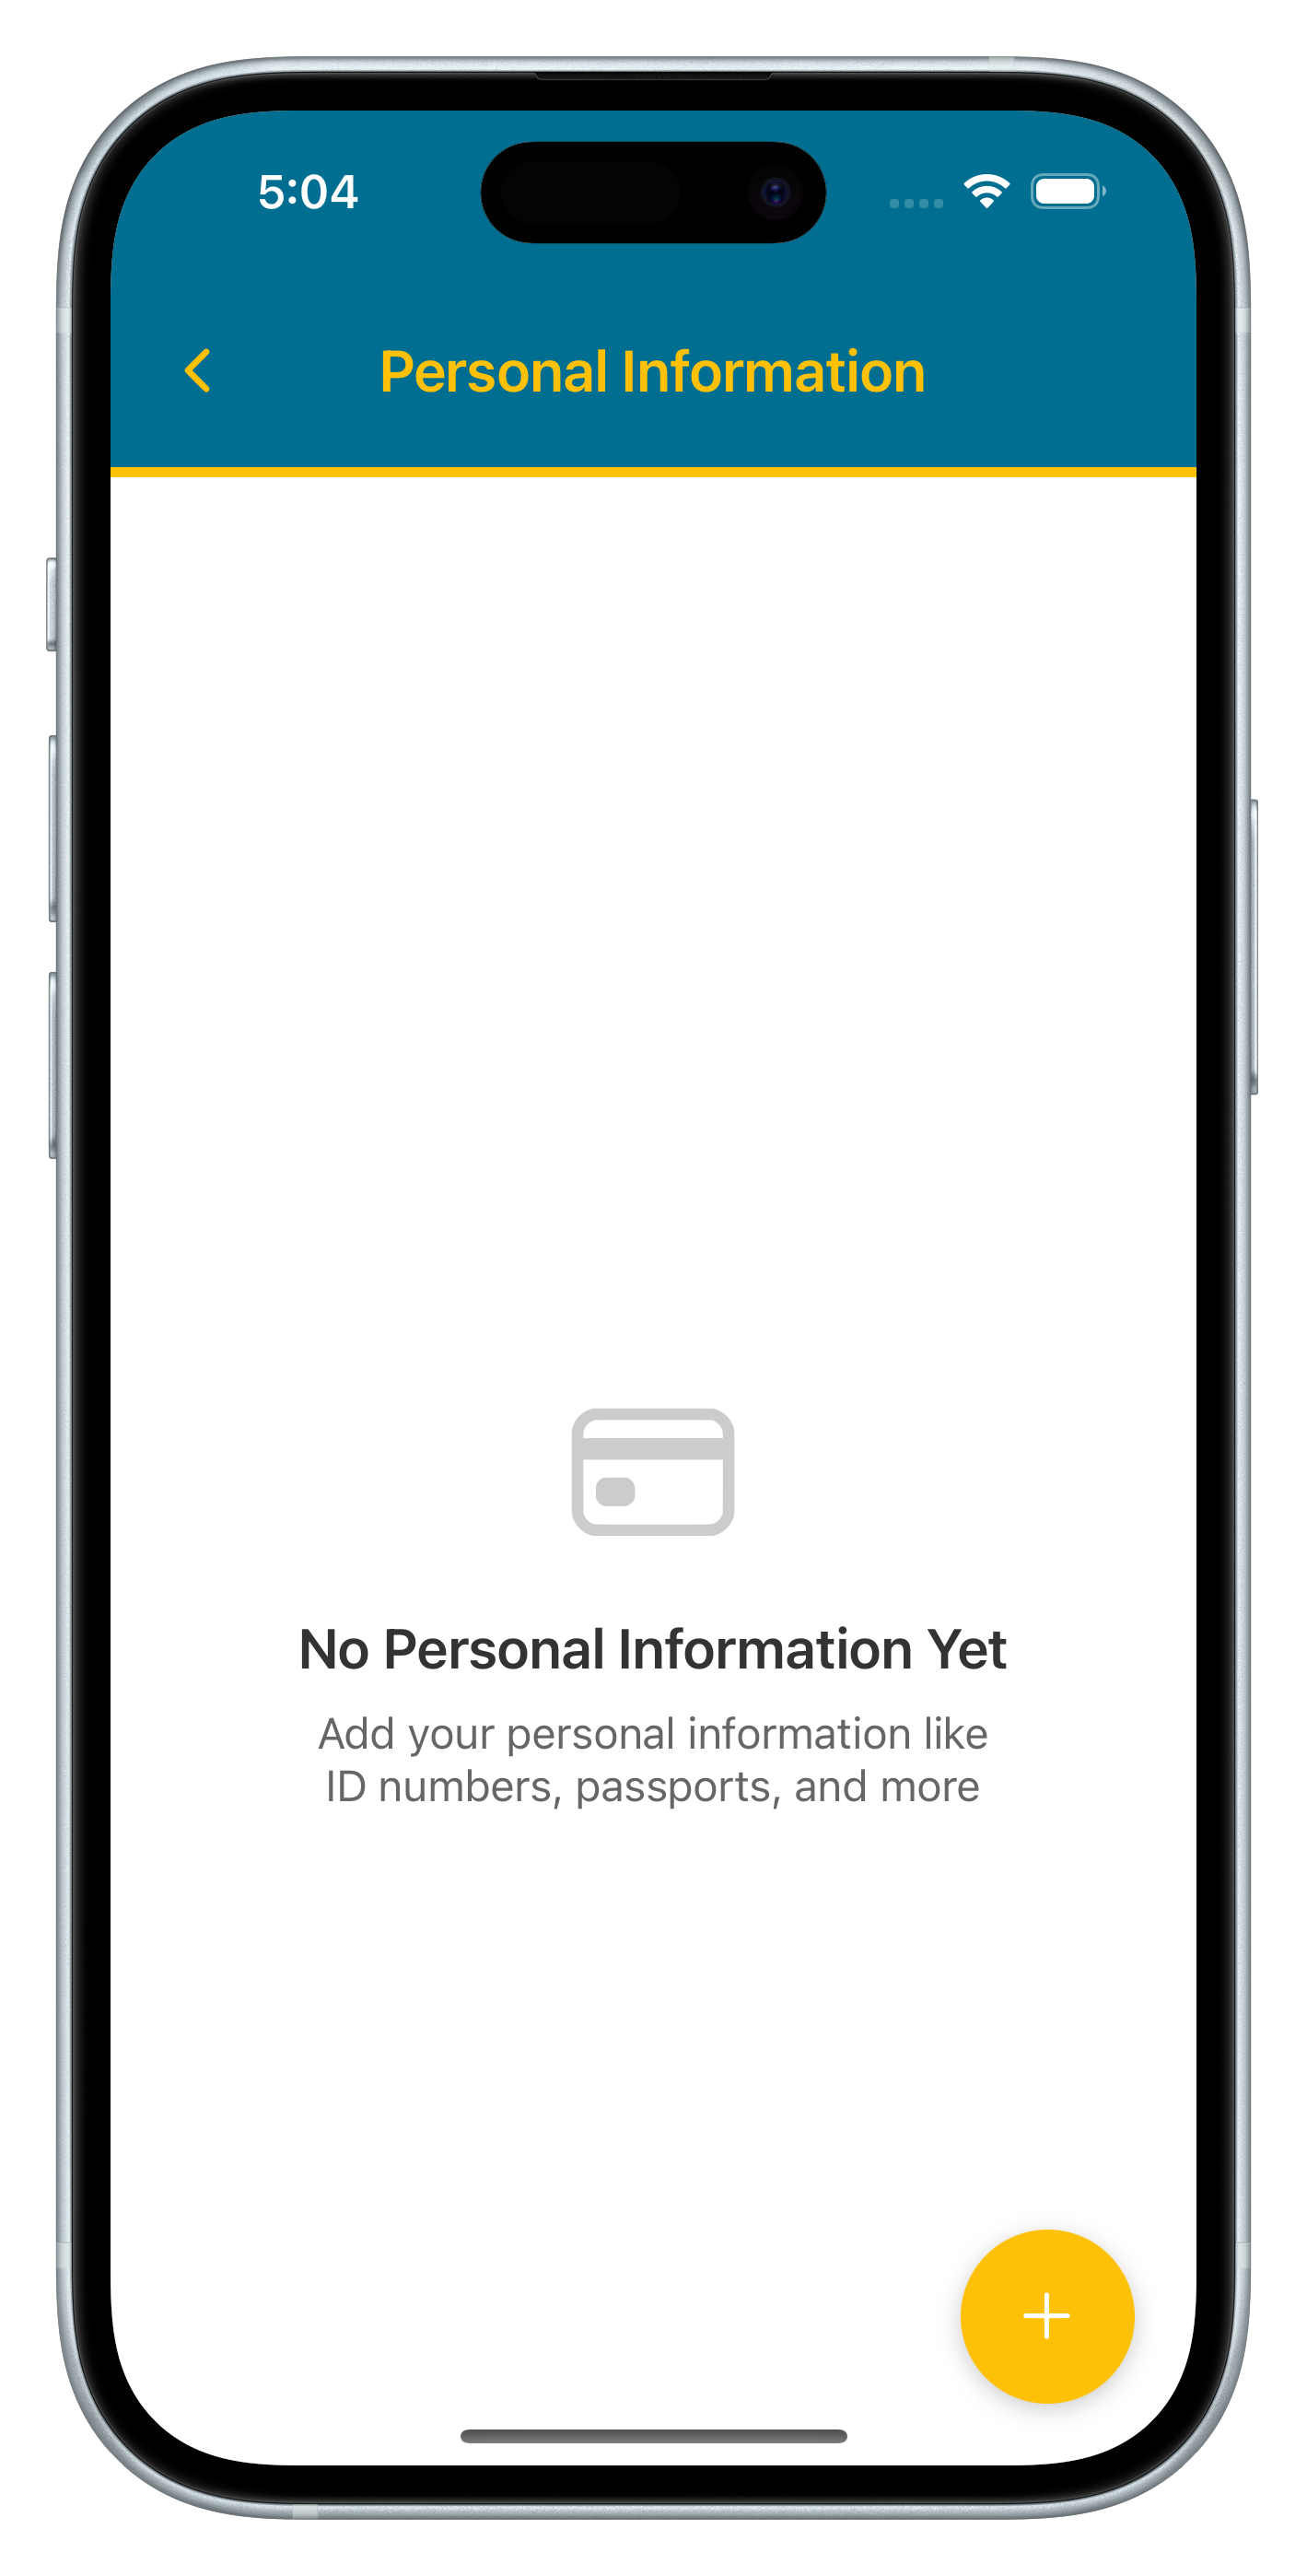 5:04
Personal Information
No Personal Information Yet
Add your personal information like
ID numbers, passports, and more